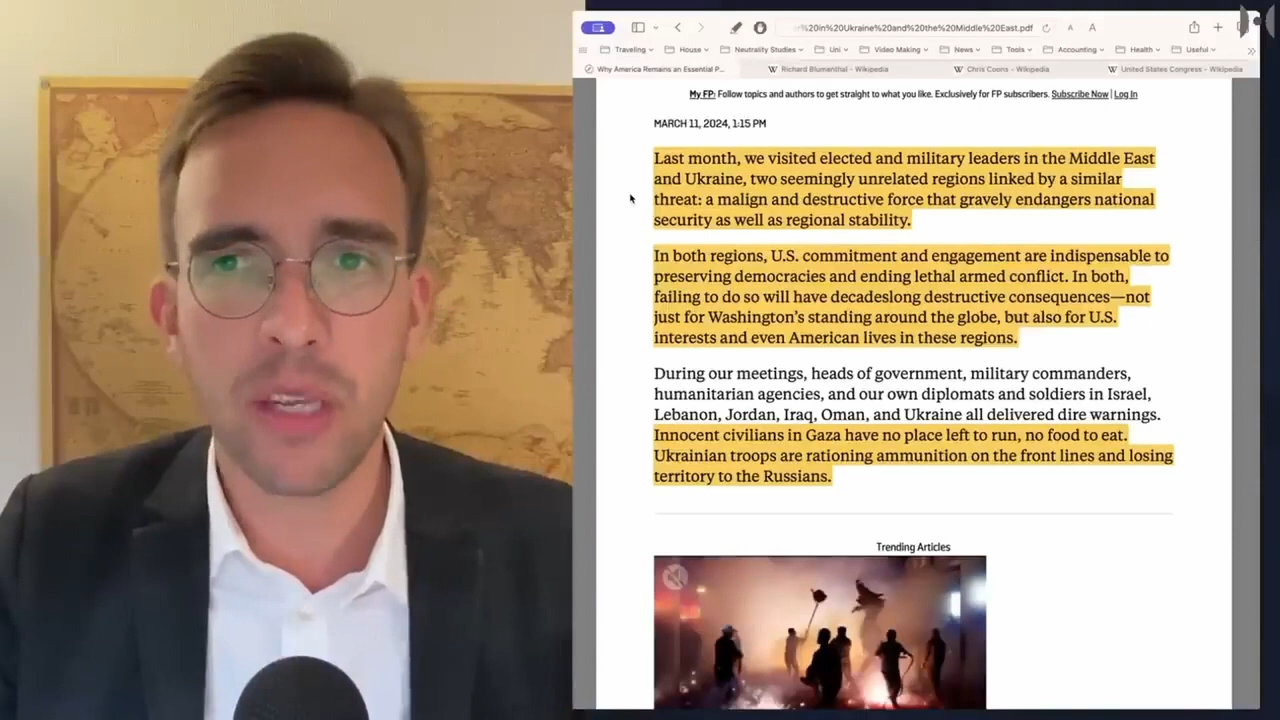 r%20in%20Ukraine%20and%20the%20Middle%20East.pdf
A A
Traveling House Neutrality Studies Uni Video Making News Tools Accounting Health Useful
Why America Remains an Essential P... Richard Blumenthal - Wikipedia Chris Coons - Wikipedia United States Congress - Wikipedia
My FP: Follow topics and authors to get straight to what you like. Exclusively for FP subscribers. Subscribe Now | Log In
MARCH 11, 2024, 1:15 PM
Last month, we visited elected and military leaders in the Middle East
and Ukraine, two seemingly unrelated regions linked by a similar
threat: a malign and destructive force that gravely endangers national
security as well as regional stability.
In both regions, U.S. commitment and engagement are indispensable to
preserving democracies and ending lethal armed conflict. In both,
failing to do so will have decadeslong destructive consequences—not
just for Washington’s standing around the globe, but also for U.S.
interests and even American lives in these regions.
During our meetings, heads of government, military commanders,
humanitarian agencies, and our own diplomats and soldiers in Israel,
Lebanon, Jordan, Iraq, Oman, and Ukraine all delivered dire warnings.
Innocent civilians in Gaza have no place left to run, no food to eat.
Ukrainian troops are rationing ammunition on the front lines and losing
territory to the Russians.
Trending Articles